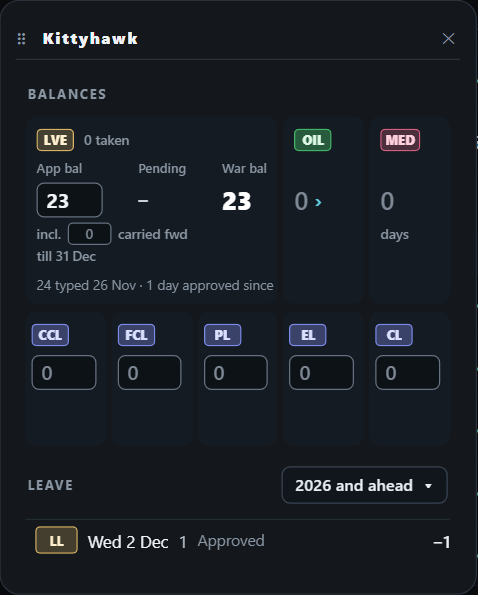 Kittyhawk
BALANCES
LVE 0 taken
App bal Pending War bal
23 – 23
incl. 0 carried fwd
till 31 Dec
24 typed 26 Nov · 1 day approved since
OIL
0 ›
MED
0
days
CCL FCL PL EL CL
0 0 0 0 0
LEAVE 2026 and ahead
LL Wed 2 Dec 1 Approved –1